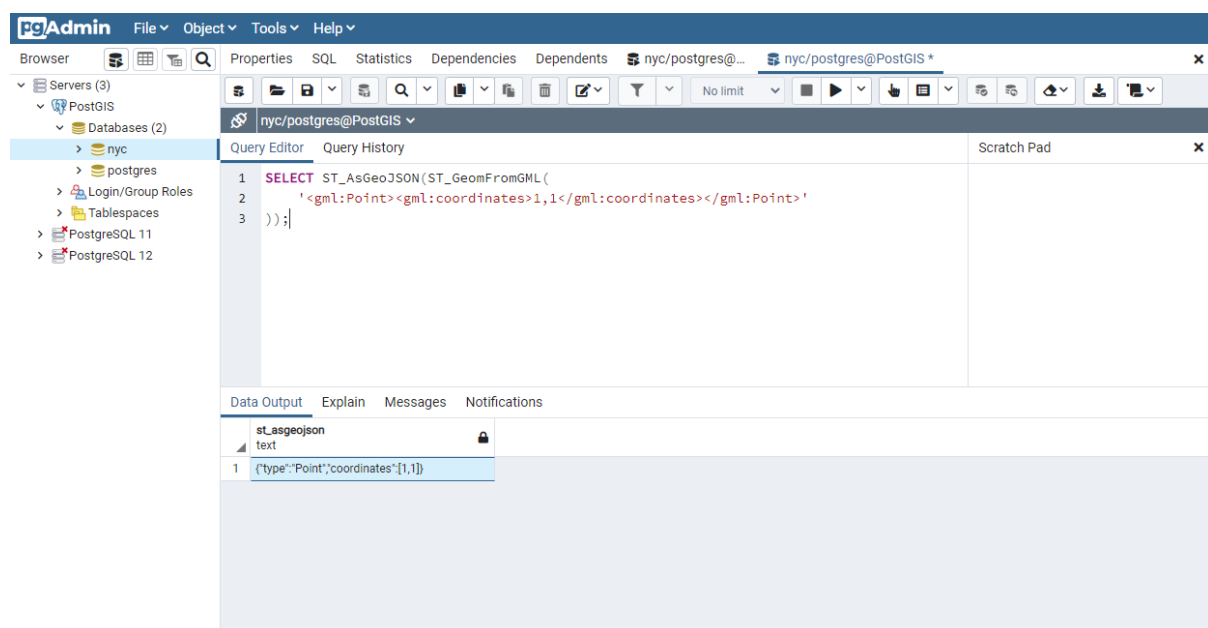 pgAdmin File Object Tools Help
Browser Properties SQL Statistics Dependencies Dependents nyc/postgres@... nyc/postgres@PostGIS *
Servers (3)
No limit
PostGIS
nyc/postgres@PostGIS
Databases (2)
nyc
Query Editor Query History Scratch Pad
postgres
1 SELECT ST_AsGeoJSON(ST_GeomFromGML(
Login/Group Roles
2 '<gml:Point><gml:coordinates>1,1</gml:coordinates></gml:Point>'
Tablespaces
3 ));
PostgreSQL 11
PostgreSQL 12
Data Output Explain Messages Notifications
st_asgeojson
text
1 {"type":"Point","coordinates":[1,1]}